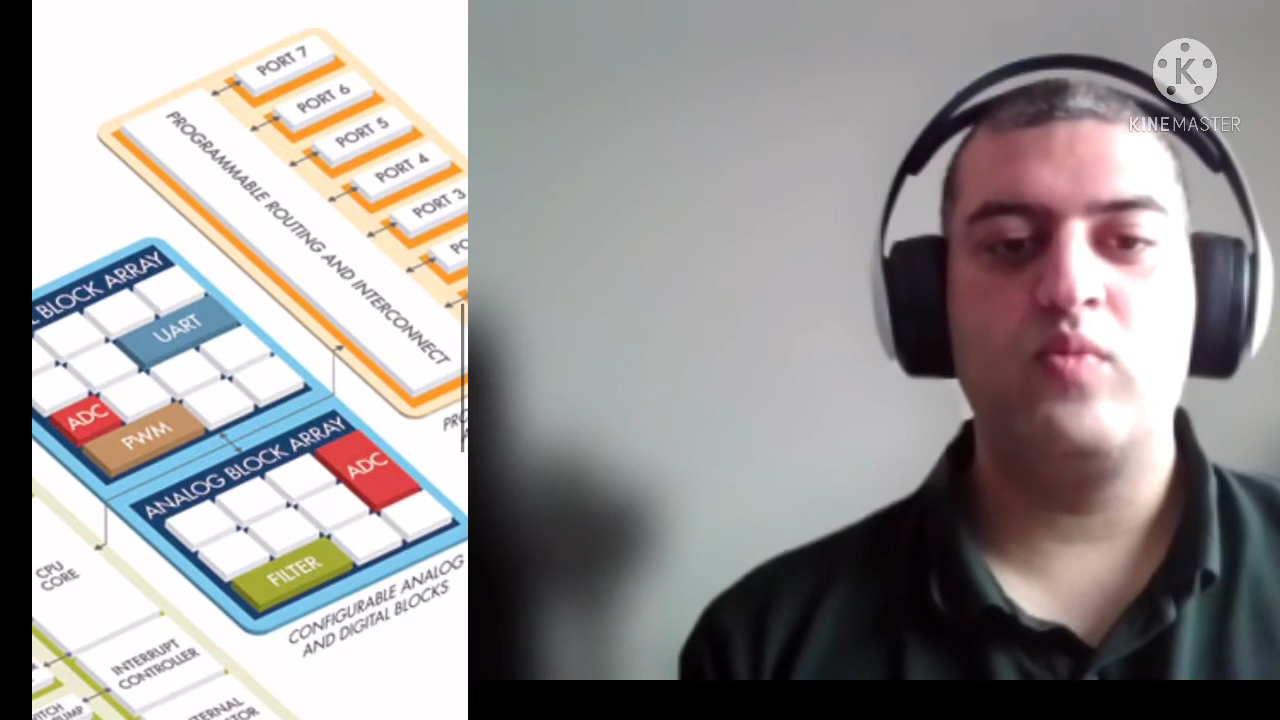 PORT 7
PORT 6
PORT 5
PORT 4
PORT 3
PROGRAMMABLE ROUTING AND INTERCONNECT
BLOCK ARRAY
UART
ADC
PWM
ANALOG BLOCK ARRAY
ADC
FILTER
CONFIGURABLE ANALOG
AND DIGITAL BLOCKS
CPU
CORE
INTERRUPT
CONTROLLER
K
KINEMASTER